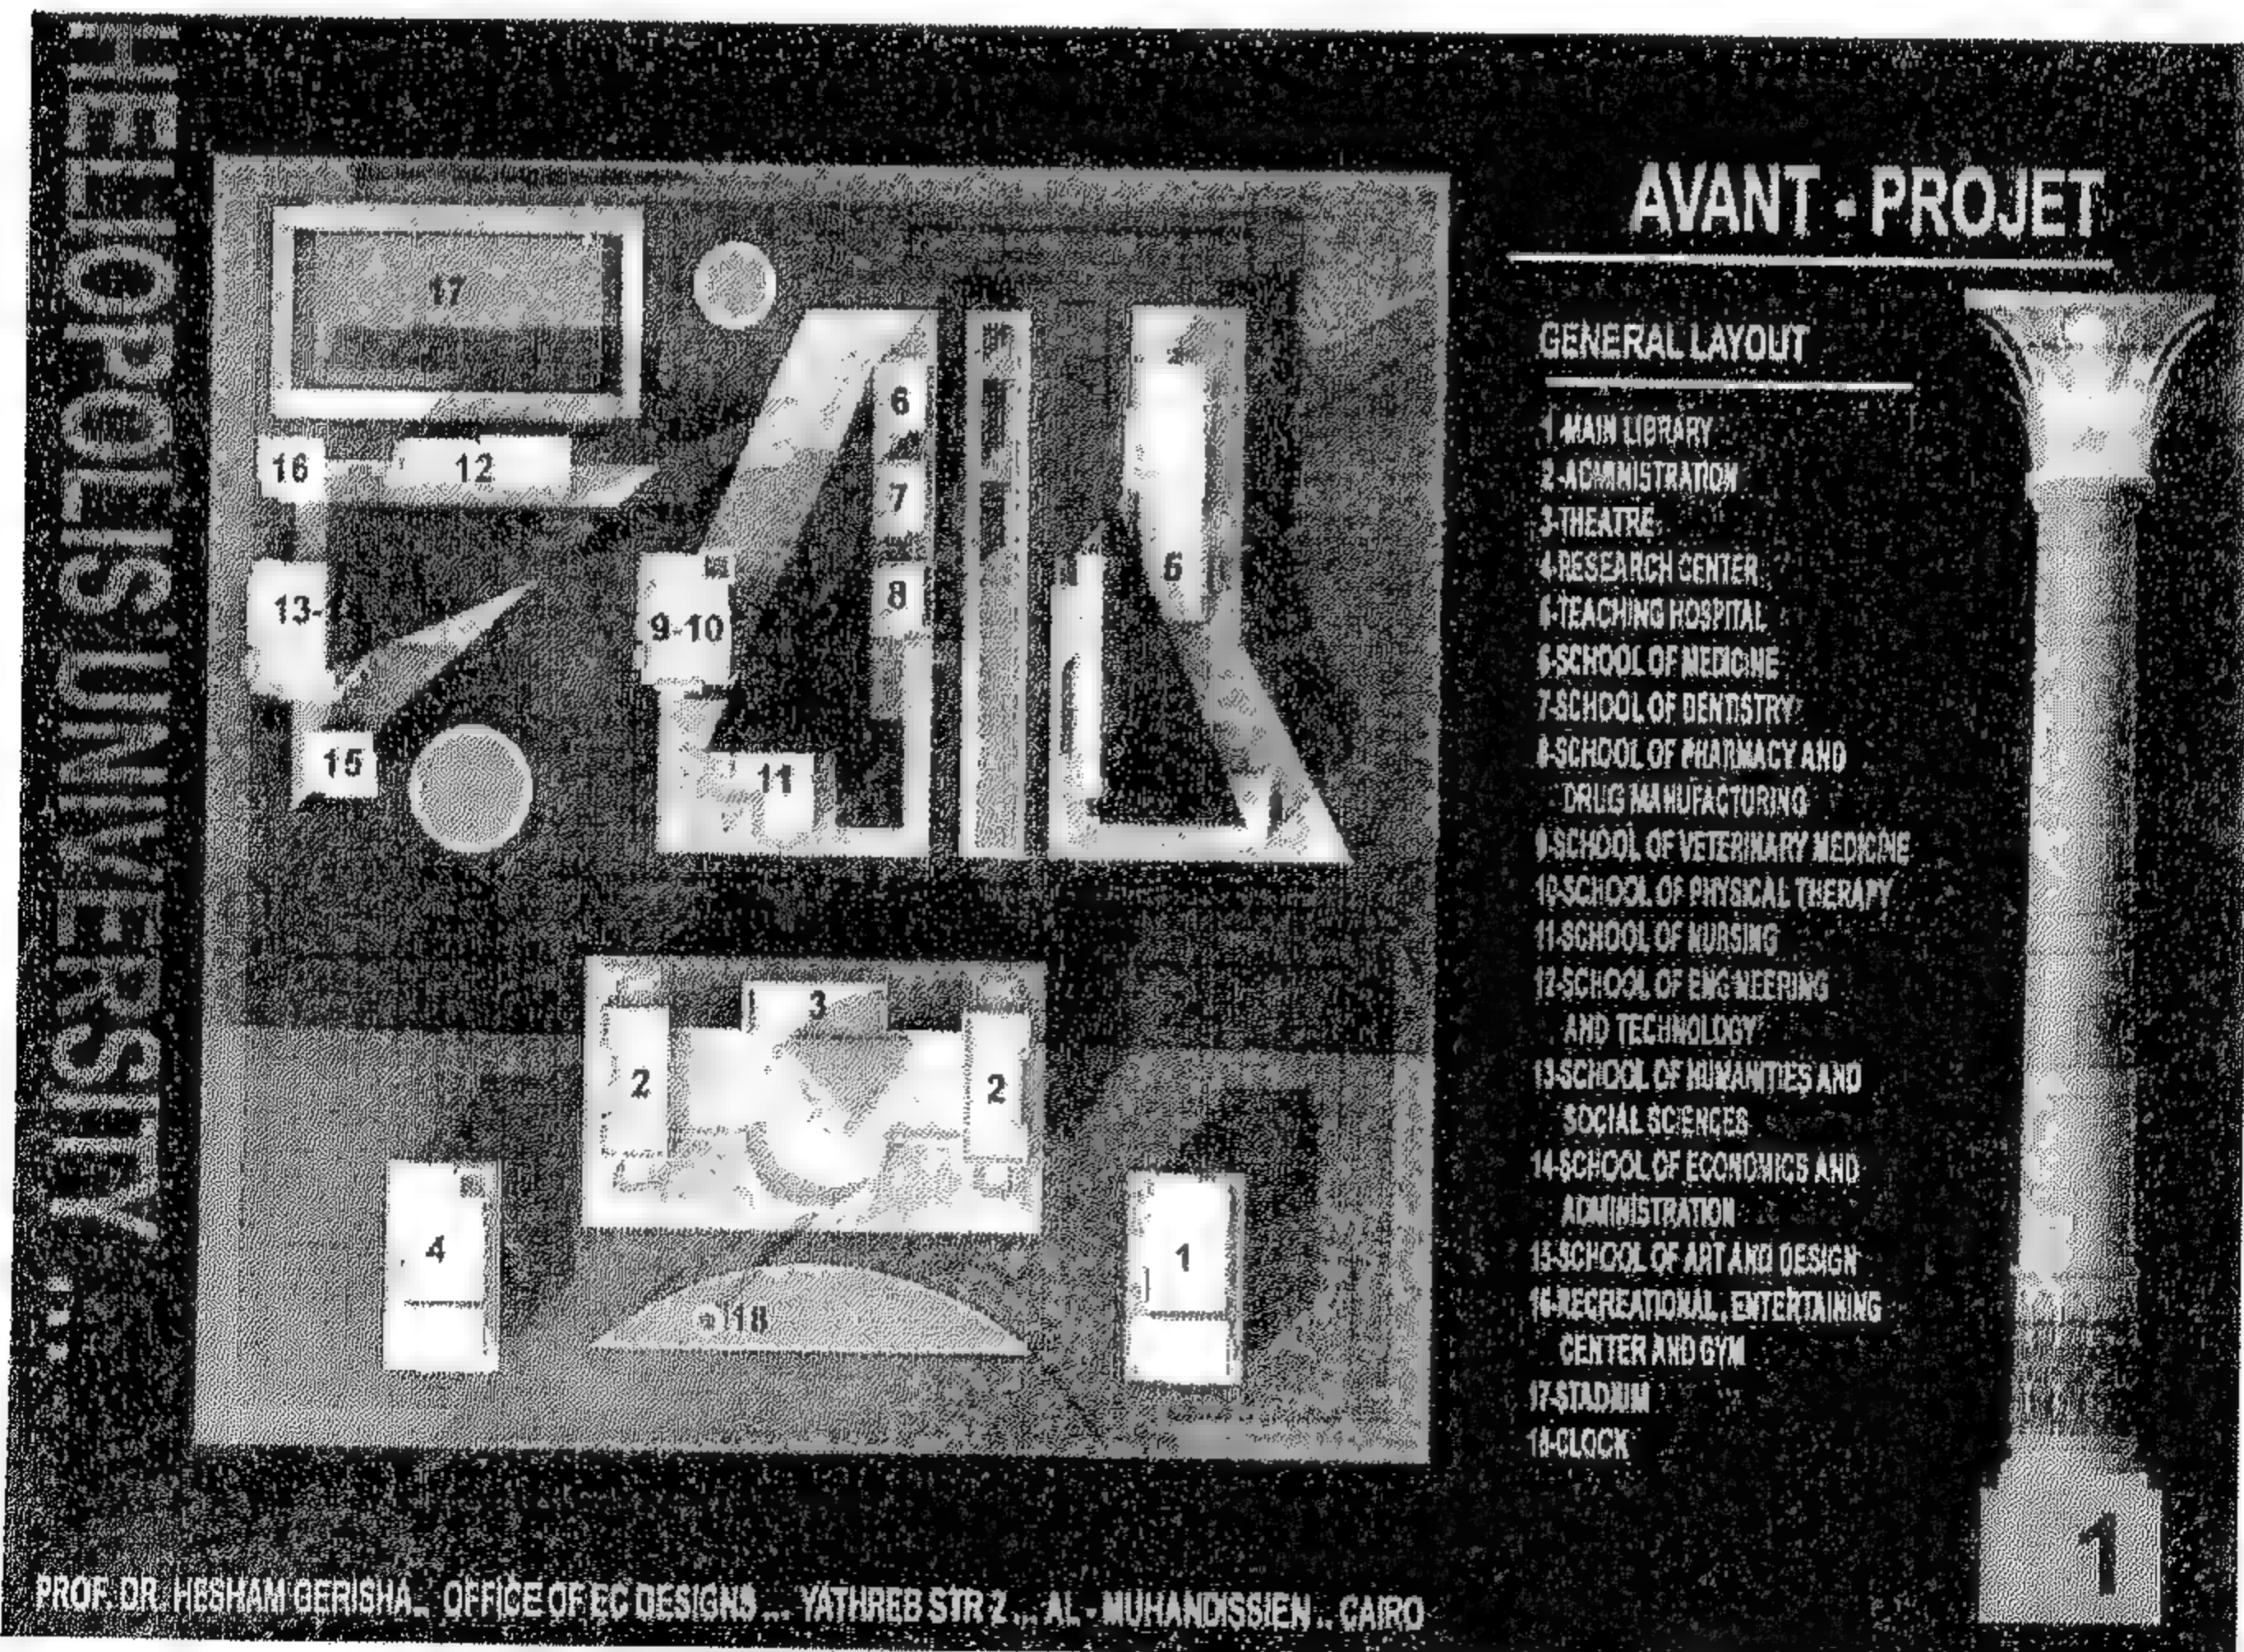 HELIOPOLIS UNIVERSITY...
AVANT - PROJET
GENERAL LAYOUT
1-MAIN LIBRARY
2-ADMINISTRATION
3-THEATRE
4-RESEARCH CENTER
5-TEACHING HOSPITAL
6-SCHOOL OF MEDICINE
7-SCHOOL OF DENTISTRY
8-SCHOOL OF PHARMACY AND
DRUG MANUFACTURING
9-SCHOOL OF VETERINARY MEDICINE
10-SCHOOL OF PHYSICAL THERAPY
11-SCHOOL OF NURSING
12-SCHOOL OF ENGINEERING
AND TECHNOLOGY
13-SCHOOL OF HUMANITIES AND
SOCIAL SCIENCES
14-SCHOOL OF ECONOMICS AND
ADMINISTRATION
15-SCHOOL OF ART AND DESIGN
16-RECREATIONAL, ENTERTAINING
CENTER AND GYM
17-STADIUM
18-CLOCK
17
16
12
6
7
5
8
13-
9-10
15
11
3
2
2
4
1
18
1
PROF. DR. HESHAM GERISHA... OFFICE OF EC DESIGNS ... YATHREB STR 2... AL - MUHANDISSIEN .. CAIRO